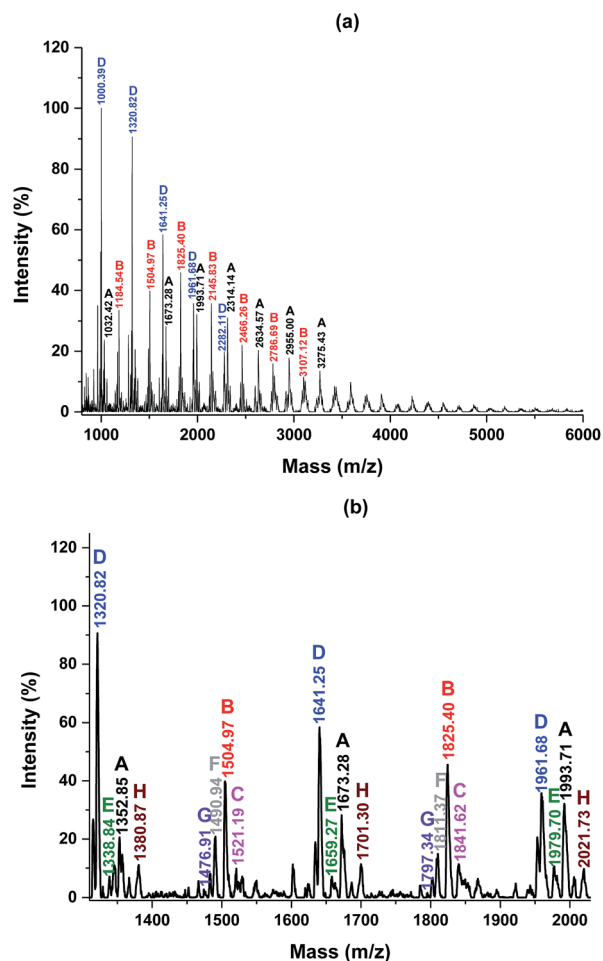 (a)
Intensity (%)
120
100
80
60
40
20
0
1000.39 D
1032.42 A
1184.54 B
1320.82 D
1504.97 B
1641.25 D
1673.28 A
1825.40 B
1961.68 D
1993.71 A
2145.83 B
2282.11 D
2314.14 A
2466.26 B
2634.57 A
2786.69 B
2955.00 A
3107.12 B
3275.43 A
1000 2000 3000 4000 5000 6000
Mass (m/z)
(b)
Intensity (%)
120
100
80
60
40
20
0
1320.82 D
1338.84 E
1352.85 A
1380.87 H
1476.91 G
1490.94 F
1504.97 B
1521.19 C
1641.25 D
1659.27 E
1673.28 A
1701.30 H
1797.34 G
1811.37 F
1825.40 B
1841.62 C
1961.68 D
1979.70 E
1993.71 A
2021.73 H
1400 1500 1600 1700 1800 1900 2000
Mass (m/z)